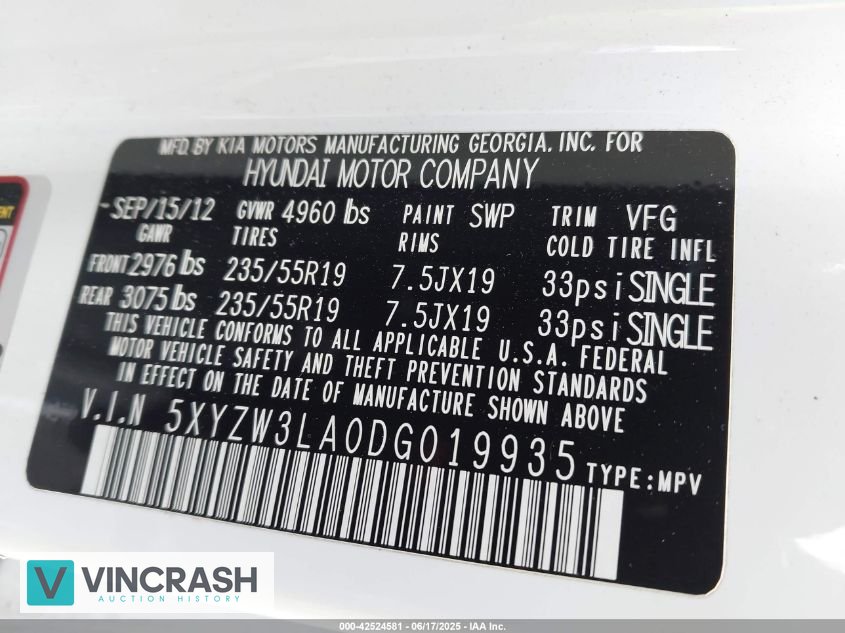 MFD. BY KIA MOTORS MANUFACTURING GEORGIA, INC. FOR
HYUNDAI MOTOR COMPANY
-SEP/15/12 GVWR 4960 lbs PAINT SWP TRIM VFG
GAWR TIRES RIMS COLD TIRE INFL
FRONT 2976 lbs 235/55R19 7.5JX19 33psi SINGLE
REAR 3075 lbs 235/55R19 7.5JX19 33psi SINGLE
THIS VEHICLE CONFORMS TO ALL APPLICABLE U.S.A. FEDERAL
MOTOR VEHICLE SAFETY AND THEFT PREVENTION STANDARDS
IN EFFECT ON THE DATE OF MANUFACTURE SHOWN ABOVE
V.I.N 5XYZW3LA0DG019935 TYPE:MPV
V VINCRASH
AUCTION HISTORY
000-42524581 - 06/17/2025 - IAA Inc.